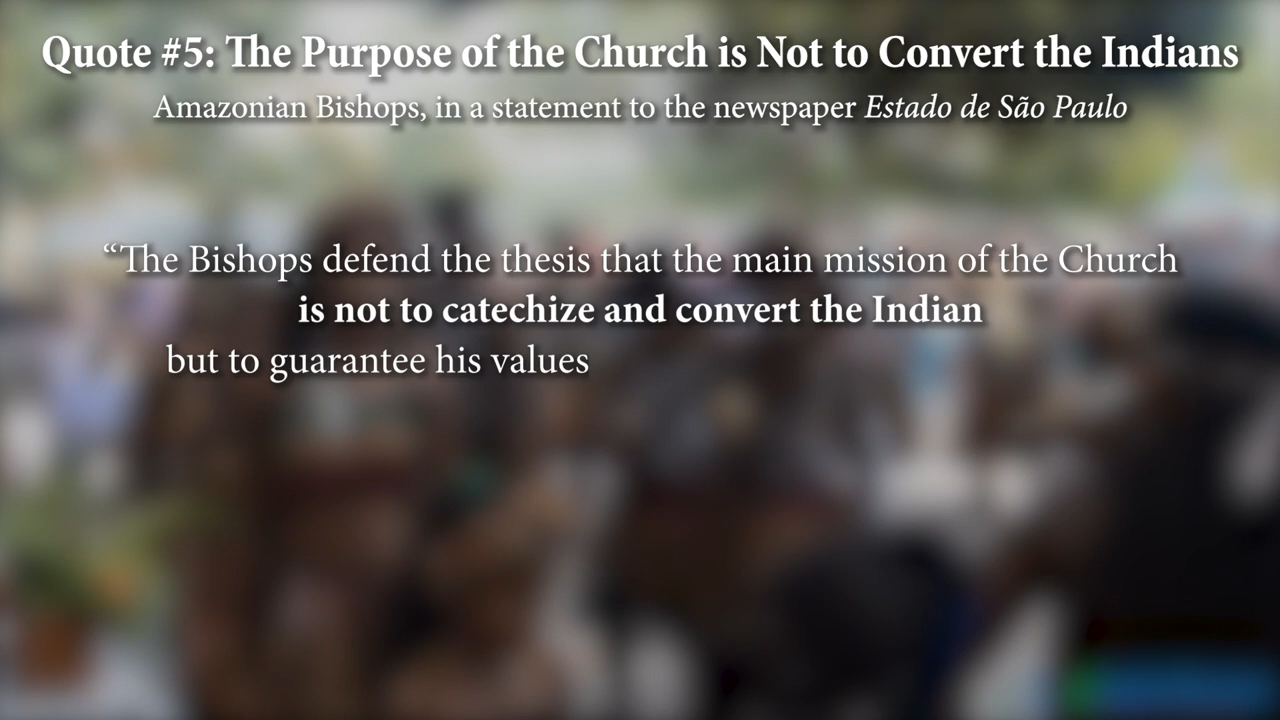 Quote #5: The Purpose of the Church is Not to Convert the Indians
Amazonian Bishops, in a statement to the newspaper Estado de São Paulo
“The Bishops defend the thesis that the main mission of the Church
is not to catechize and convert the Indian
but to guarantee his values